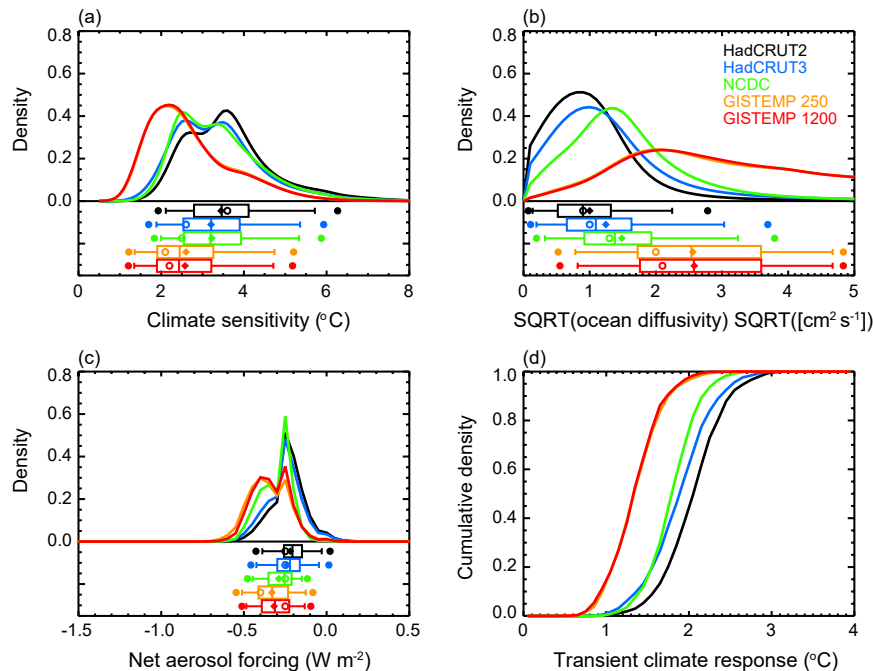 (a)
0.8
0.6
0.4
0.2
0.0
Density
0 2 4 6 8
Climate sensitivity (°C)
(b)
0.8
0.6
0.4
0.2
0.0
Density
HadCRUT2
HadCRUT3
NCDC
GISTEMP 250
GISTEMP 1200
0 1 2 3 4 5
SQRT(ocean diffusivity) SQRT([cm² s⁻¹])
(c)
0.8
0.6
0.4
0.2
0.0
Density
-1.5 -1.0 -0.5 0.0 0.5
Net aerosol forcing (W m⁻²)
(d)
1.0
0.8
0.6
0.4
0.2
0.0
Cumulative density
0 1 2 3 4
Transient climate response (°C)